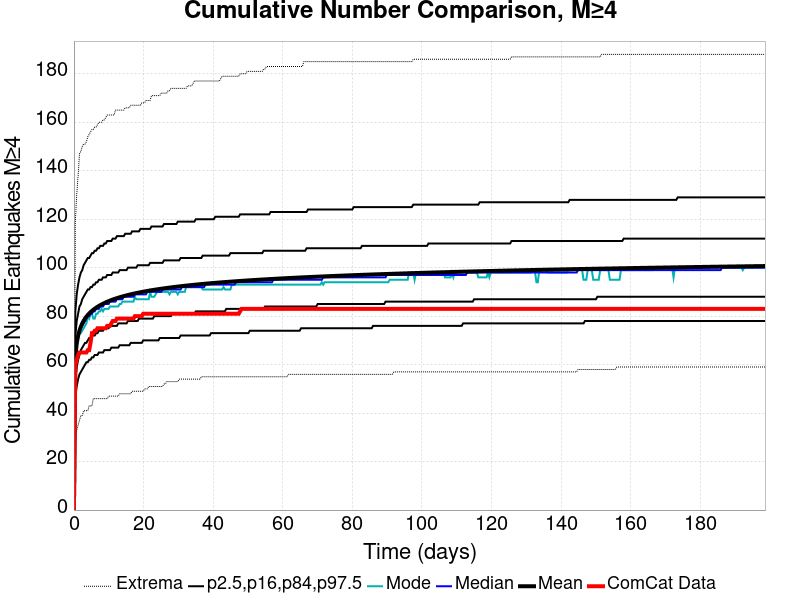 Cumulative Number Comparison, M≥4
Cumulative Num Earthquakes M≥4
180
160
140
120
100
80
60
40
20
0
0 20 40 60 80 100 120 140 160 180
Time (days)
Extrema p2.5,p16,p84,p97.5 Mode Median Mean ComCat Data